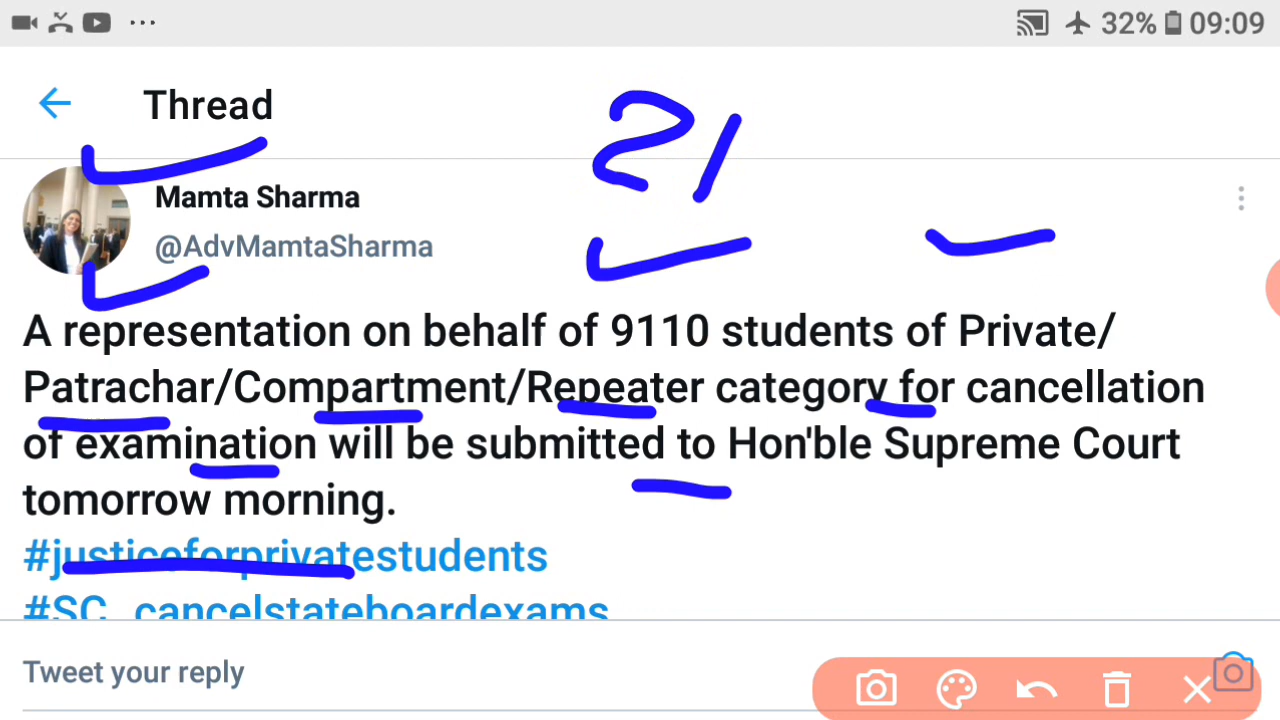 32% 09:09
Thread
21
Mamta Sharma
@AdvMamtaSharma
A representation on behalf of 9110 students of Private/
Patrachar/Compartment/Repeater category for cancellation
of examination will be submitted to Hon'ble Supreme Court
tomorrow morning.
#justiceforprivatestudents
#SC_cancelstateboardexams
Tweet your reply